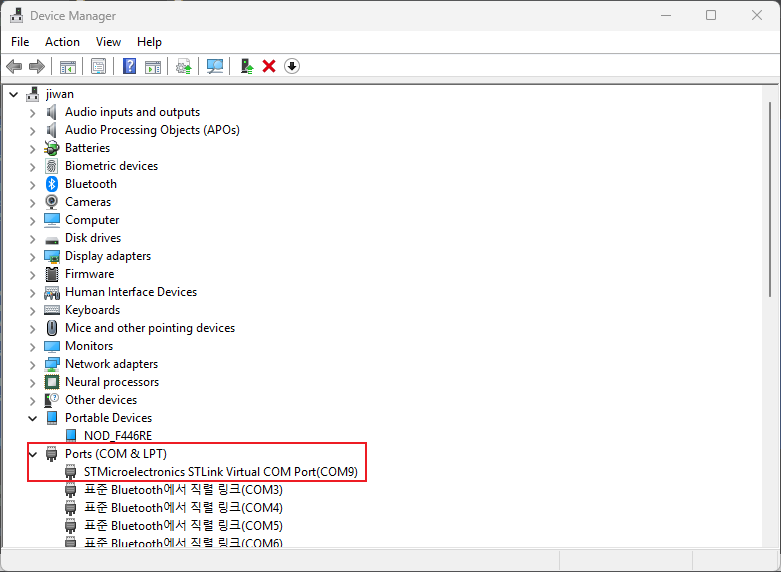 Device Manager
File Action View Help
jiwan
Audio inputs and outputs
Audio Processing Objects (APOs)
Batteries
Biometric devices
Bluetooth
Cameras
Computer
Disk drives
Display adapters
Firmware
Human Interface Devices
Keyboards
Mice and other pointing devices
Monitors
Network adapters
Neural processors
Other devices
Portable Devices
NOD_F446RE
Ports (COM & LPT)
STMicroelectronics STLink Virtual COM Port(COM9)
표준 Bluetooth에서 직렬 링크(COM3)
표준 Bluetooth에서 직렬 링크(COM4)
표준 Bluetooth에서 직렬 링크(COM5)
표준 Bluetooth에서 직렬 링크(COM6)